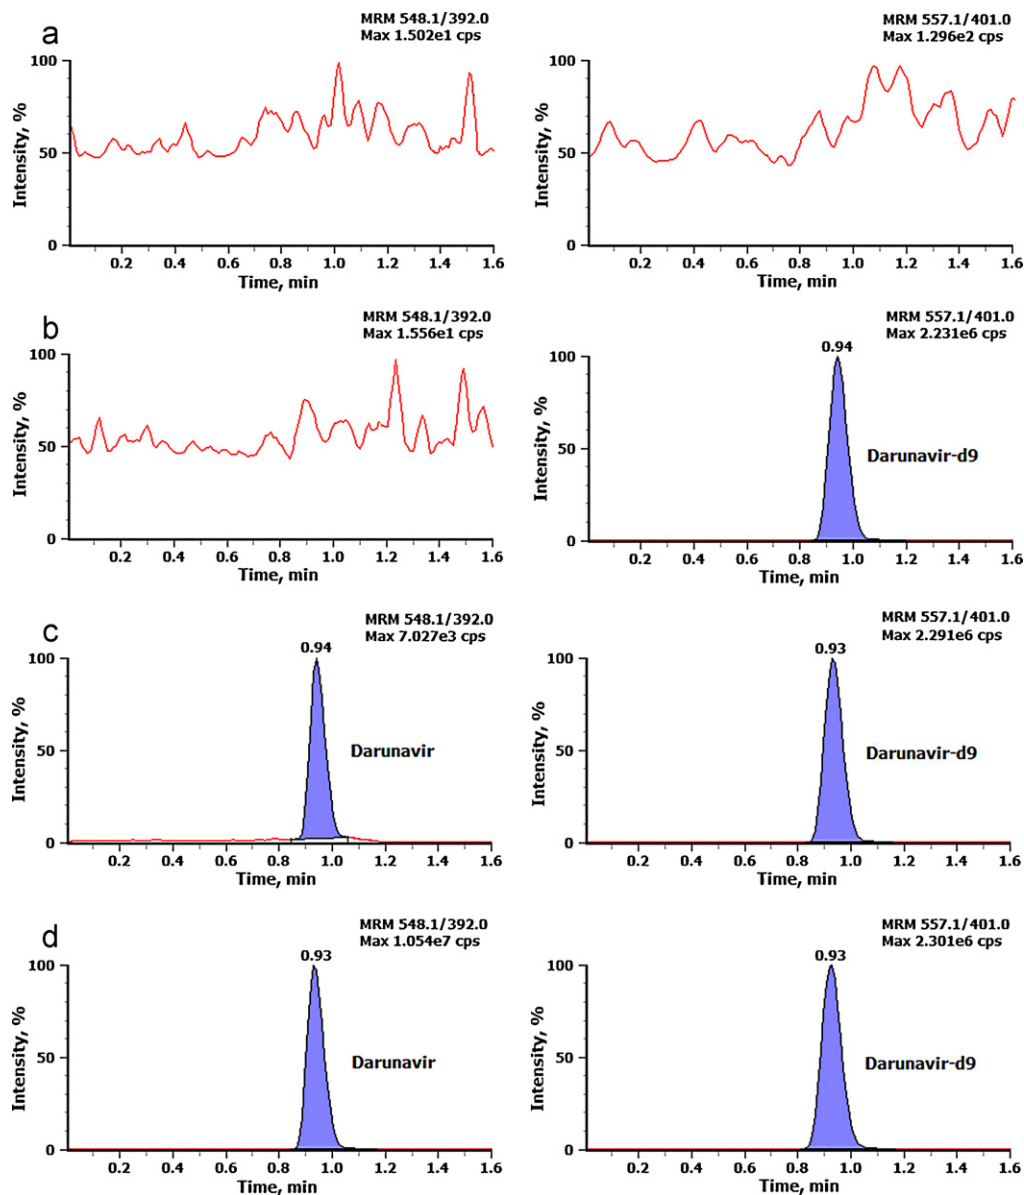 a
MRM 548.1/392.0
Max 1.502e1 cps
Intensity, %
100
50
0
0.2 0.4 0.6 0.8 1.0 1.2 1.4 1.6
Time, min
MRM 557.1/401.0
Max 1.296e2 cps
Intensity, %
100
50
0
0.2 0.4 0.6 0.8 1.0 1.2 1.4 1.6
Time, min
b
MRM 548.1/392.0
Max 1.556e1 cps
Intensity, %
100
50
0
0.2 0.4 0.6 0.8 1.0 1.2 1.4 1.6
Time, min
MRM 557.1/401.0
Max 2.231e6 cps
0.94
Intensity, %
100
50
0
Darunavir-d9
0.2 0.4 0.6 0.8 1.0 1.2 1.4 1.6
Time, min
c
MRM 548.1/392.0
Max 7.027e3 cps
0.94
Intensity, %
100
50
0
Darunavir
0.2 0.4 0.6 0.8 1.0 1.2 1.4 1.6
Time, min
MRM 557.1/401.0
Max 2.291e6 cps
0.93
Intensity, %
100
50
0
Darunavir-d9
0.2 0.4 0.6 0.8 1.0 1.2 1.4 1.6
Time, min
d
MRM 548.1/392.0
Max 1.054e7 cps
0.93
Intensity, %
100
50
0
Darunavir
0.2 0.4 0.6 0.8 1.0 1.2 1.4 1.6
Time, min
MRM 557.1/401.0
Max 2.301e6 cps
0.93
Intensity, %
100
50
0
Darunavir-d9
0.2 0.4 0.6 0.8 1.0 1.2 1.4 1.6
Time, min